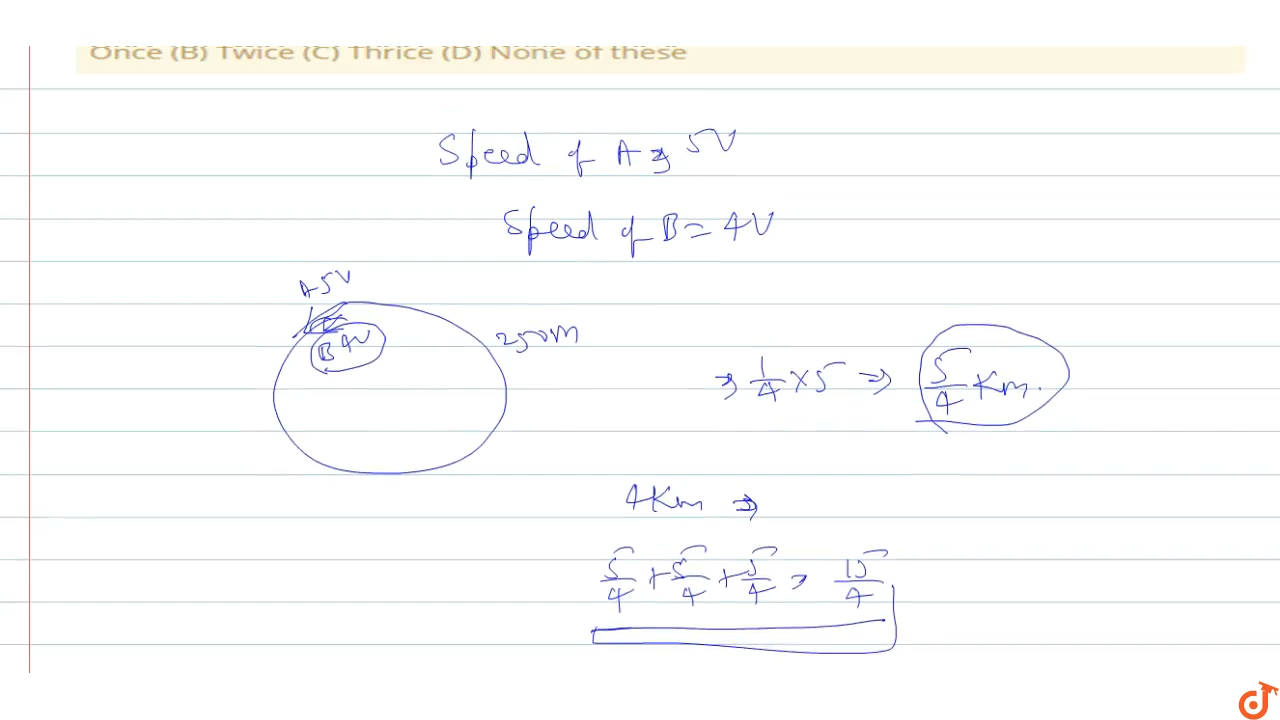 Once (B) Twice (C) Thrice (D) None of these
Speed of A ⇒ 5V
Speed of B = 4V
A 5V
B 4V
250m
⇒ 1/4 × 5 ⇒ 5/4 Km.
4Km ⇒
5/4 + 5/4 + 5/4 ⇒ 15/4